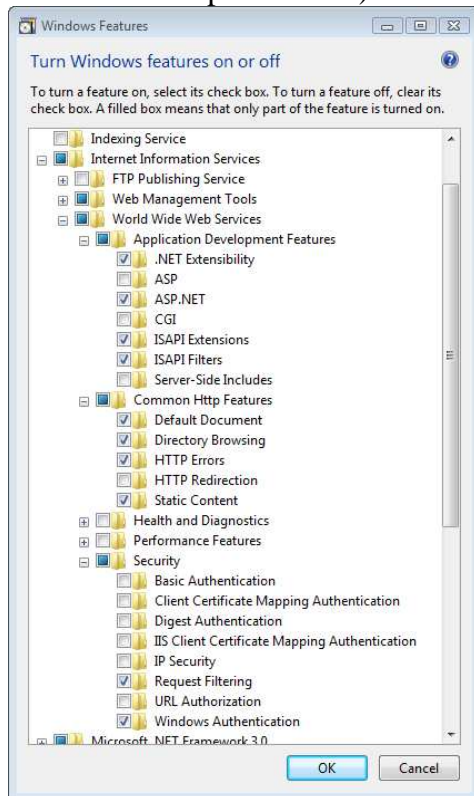 Windows Features
Turn Windows features on or off
To turn a feature on, select its check box. To turn a feature off, clear its
check box. A filled box means that only part of the feature is turned on.
Indexing Service
Internet Information Services
FTP Publishing Service
Web Management Tools
World Wide Web Services
Application Development Features
.NET Extensibility
ASP
ASP.NET
CGI
ISAPI Extensions
ISAPI Filters
Server-Side Includes
Common Http Features
Default Document
Directory Browsing
HTTP Errors
HTTP Redirection
Static Content
Health and Diagnostics
Performance Features
Security
Basic Authentication
Client Certificate Mapping Authentication
Digest Authentication
IIS Client Certificate Mapping Authentication
IP Security
Request Filtering
URL Authorization
Windows Authentication
Microsoft .NET Framework 3.0
OK Cancel